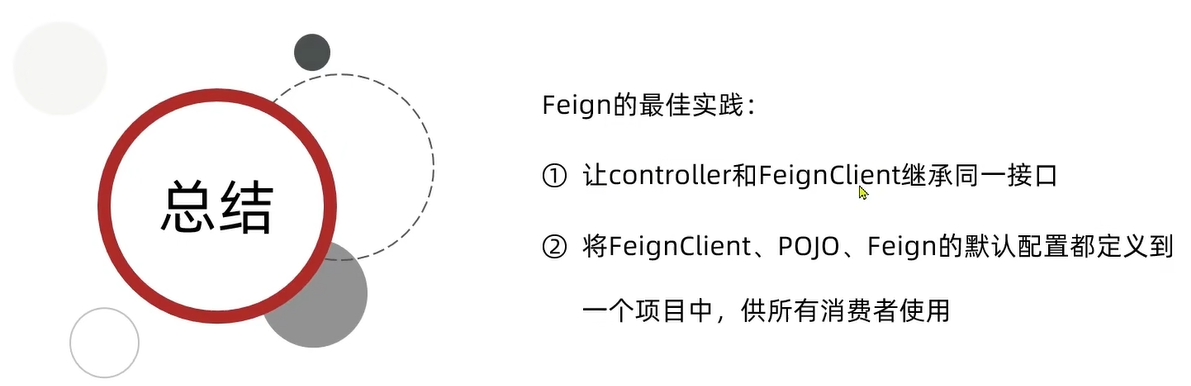 总结
Feign的最佳实践：
① 让controller和FeignClient继承同一接口
② 将FeignClient、POJO、Feign的默认配置都定义到
一个项目中，供所有消费者使用